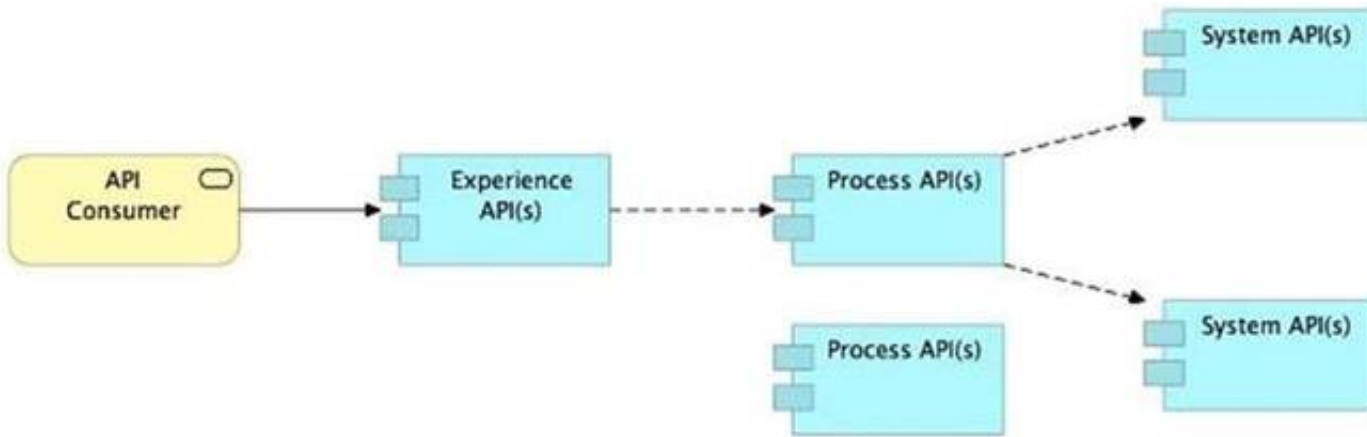 System API(s)
API
Consumer
Experience
API(s)
Process API(s)
Process API(s)
System API(s)